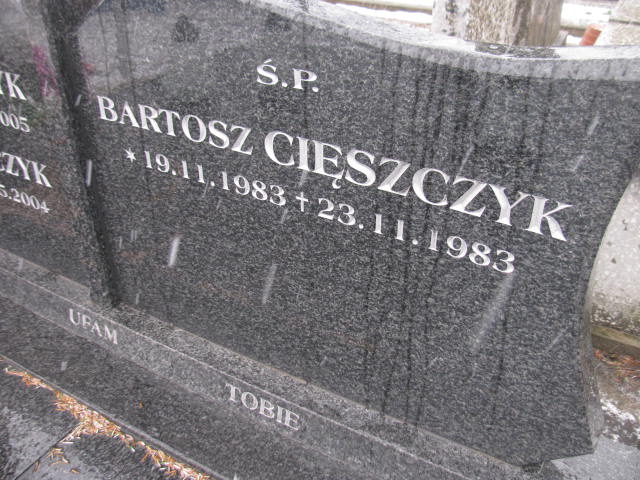 Ś.P.
BARTOSZ CIĘSZCZYK
* 19.11.1983 + 23.11.1983
UFAM
TOBIE